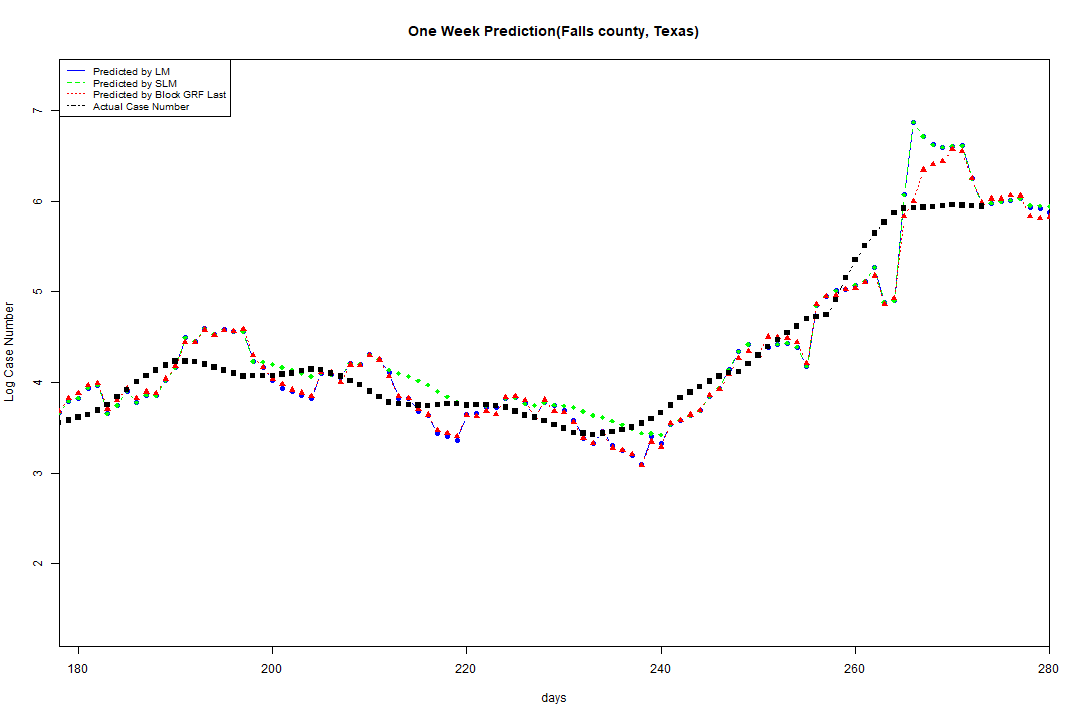 One Week Prediction(Falls county, Texas)
Predicted by LM
Predicted by SLM
Predicted by Block GRF Last
Actual Case Number
7
6
5
4
3
2
Log Case Number
180 200 220 240 260 280
days